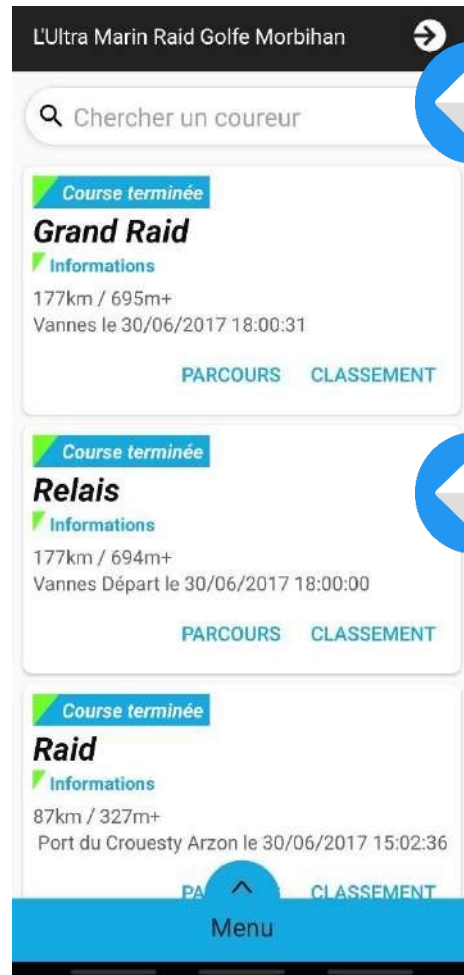 L'Ultra Marin Raid Golfe Morbihan
Chercher un coureur
Course terminée
Grand Raid
Informations
177km / 695m+
Vannes le 30/06/2017 18:00:31
PARCOURS CLASSEMENT
Course terminée
Relais
Informations
177km / 694m+
Vannes Départ le 30/06/2017 18:00:00
PARCOURS CLASSEMENT
Course terminée
Raid
Informations
87km / 327m+
Port du Crouesty Arzon le 30/06/2017 15:02:36
CLASSEMENT
Menu